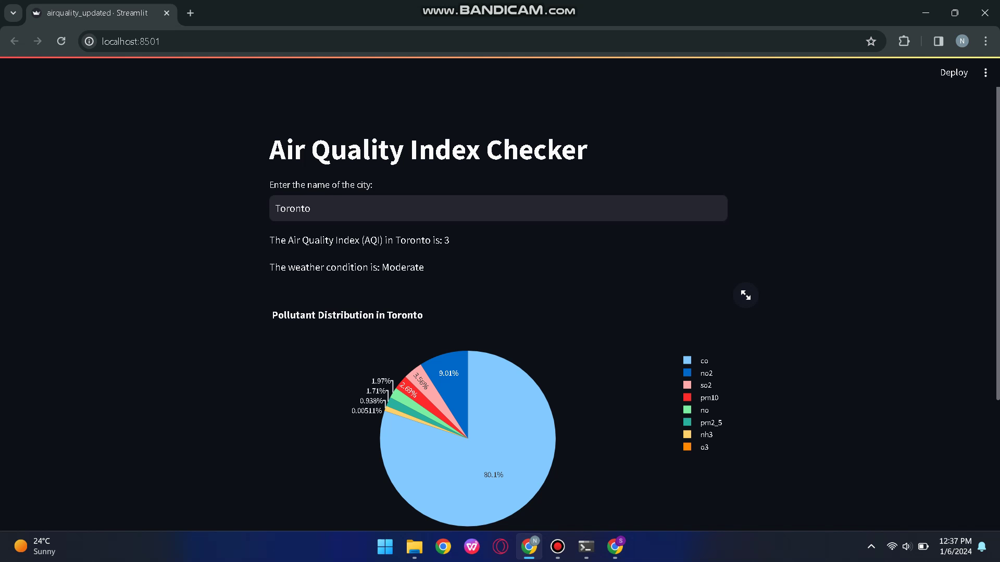 airquality_updated · Streamlit
www.BANDICAM.com
localhost:8501
N
Deploy
Air Quality Index Checker
Enter the name of the city:
Toronto
The Air Quality Index (AQI) in Toronto is: 3
The weather condition is: Moderate
Pollutant Distribution in Toronto
9.01%
3.56%
2.69%
1.97%
1.71%
0.938%
0.00511%
80.1%
co
no2
so2
pm10
no
pm2_5
nh3
o3
24°C
Sunny
N
S
12:37 PM
1/6/2024